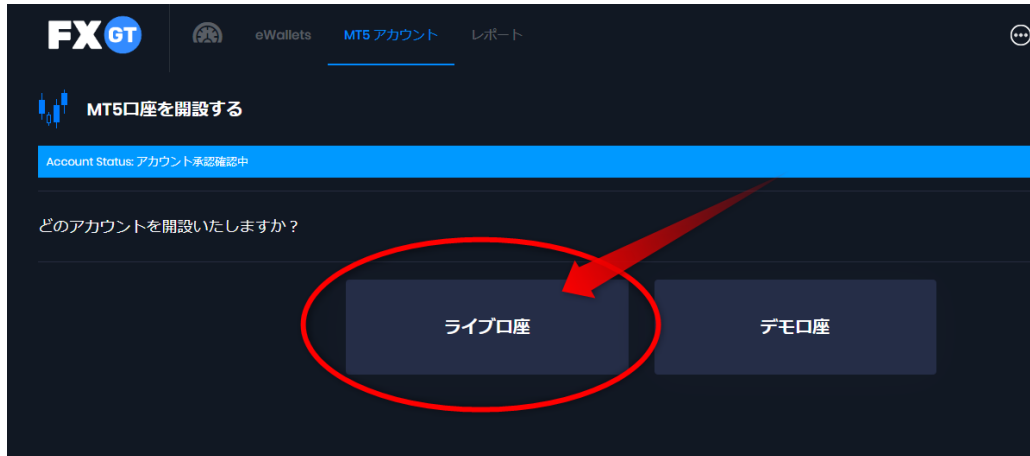 FXGT eWallets MT5 アカウント レポート
MT5口座を開設する
Account Status: アカウント承認確認中
どのアカウントを開設いたしますか？
ライブ口座 デモ口座